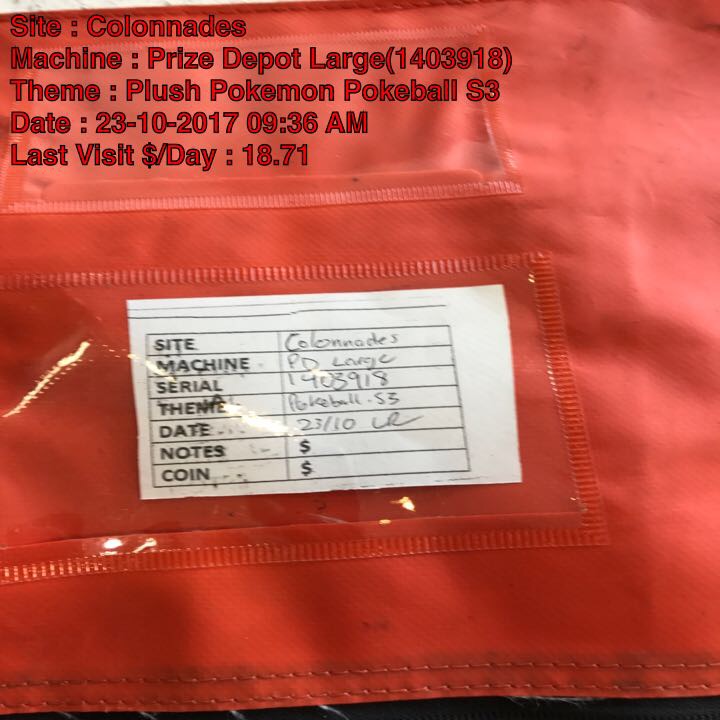 Site : Colonnades
Machine : Prize Depot Large(1403918)
Theme : Plush Pokemon Pokeball S3
Date : 23-10-2017 09:36 AM
Last Visit $/Day : 18.71
SITE Colonnades
MACHINE PD Large
SERIAL 1403918
THEME Pokeball S3
DATE 23/10
NOTES $
COIN $